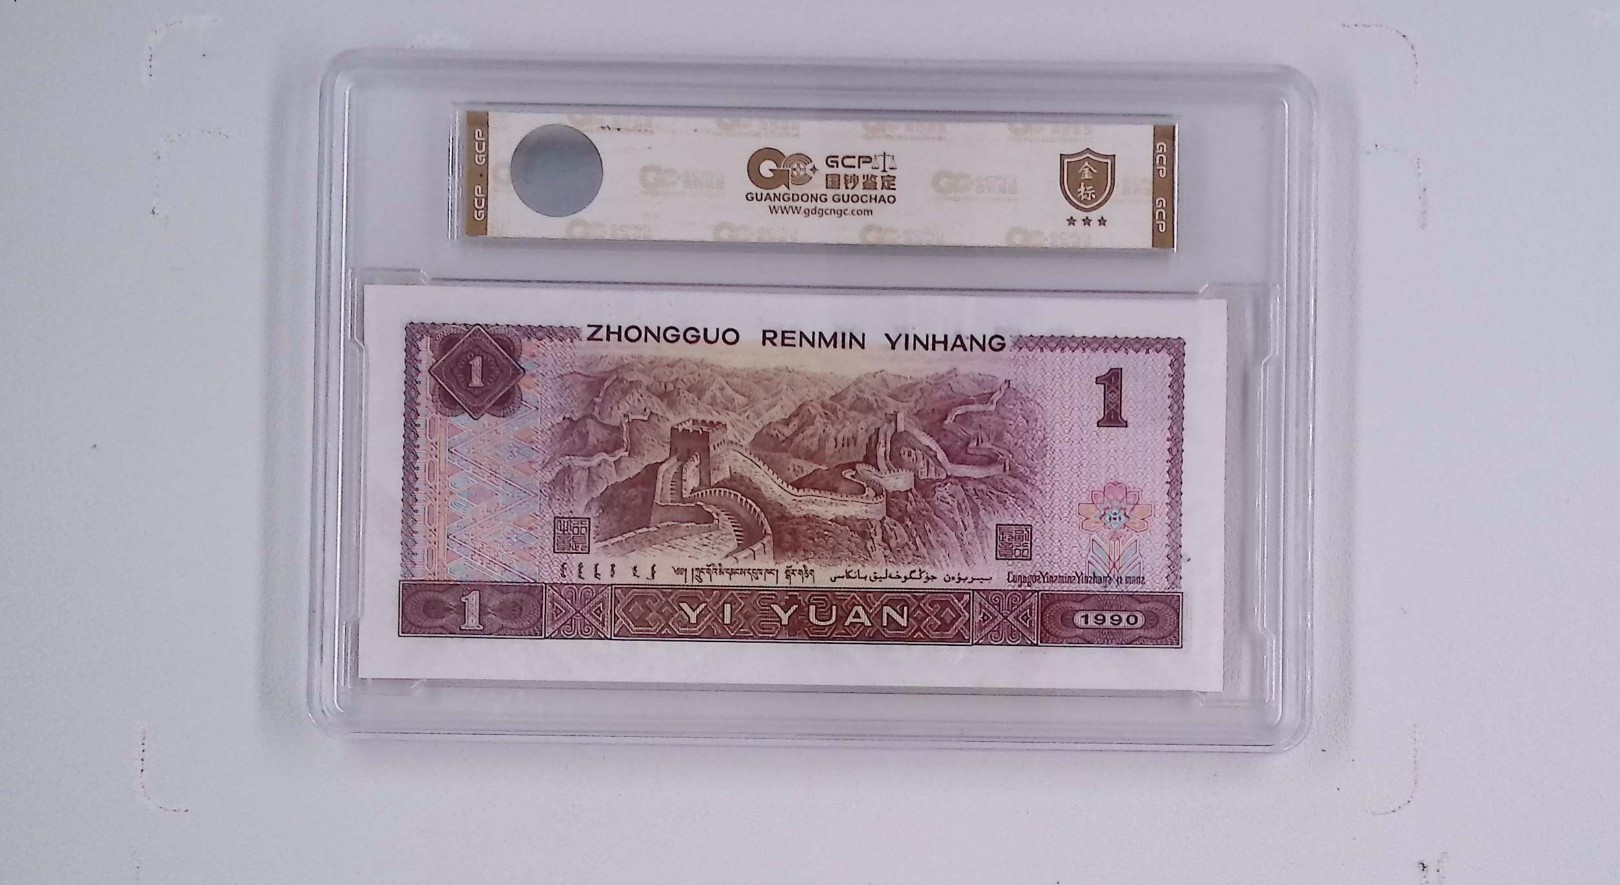 GCP . GCP
GCP
国钞鉴定
GUANGDONG GUOCHAO
WWW.gdgcngc.com
金
标
GCP GCP
ZHONGGUO RENMIN YINHANG
1
1
1
YI YUAN
1990